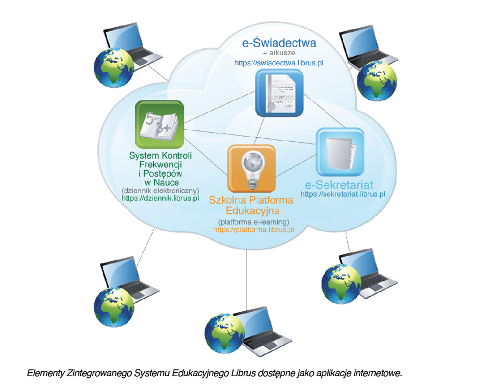 e-Świadectwa
+ arkusze
https://swiadectwa.librus.pl
5 3+
System Kontroli
Frekwencji
i Postępów
w Nauce
(dziennik elektroniczny)
https://dziennik.librus.pl
e-Sekretariat
https://sekretariat.librus.pl
Szkolna Platforma
Edukacyjna
(platforma e-learning)
https://platforma.librus.pl
Elementy Zintegrowanego Systemu Edukacyjnego Librus dostępne jako aplikacje internetowe.